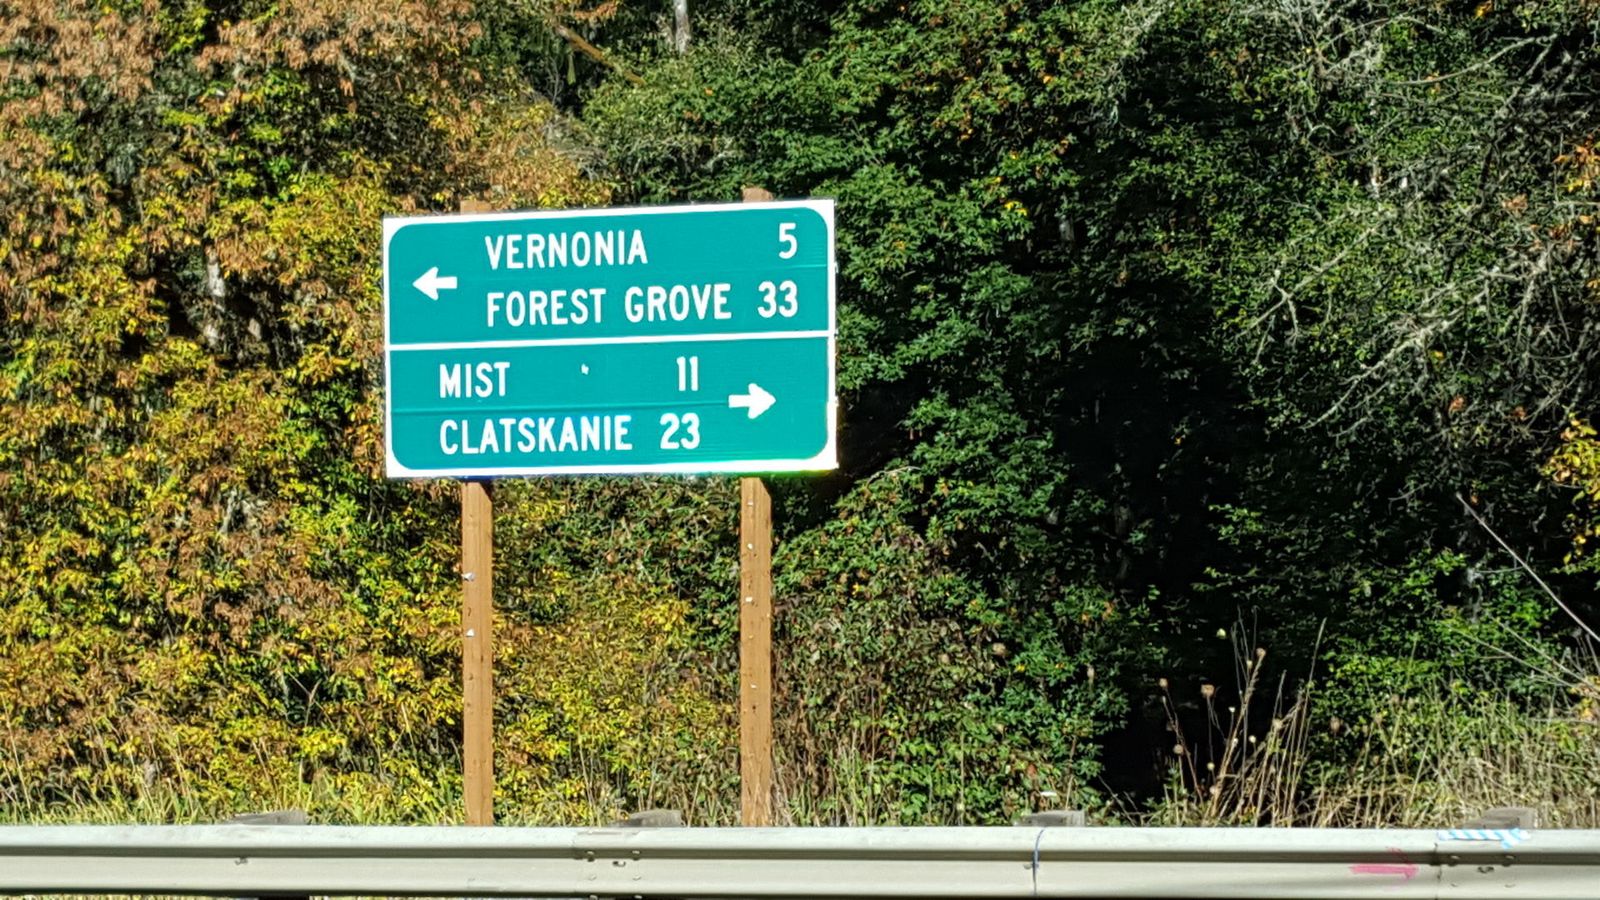 VERNONIA 5
FOREST GROVE 33
MIST 11
CLATSKANIE 23